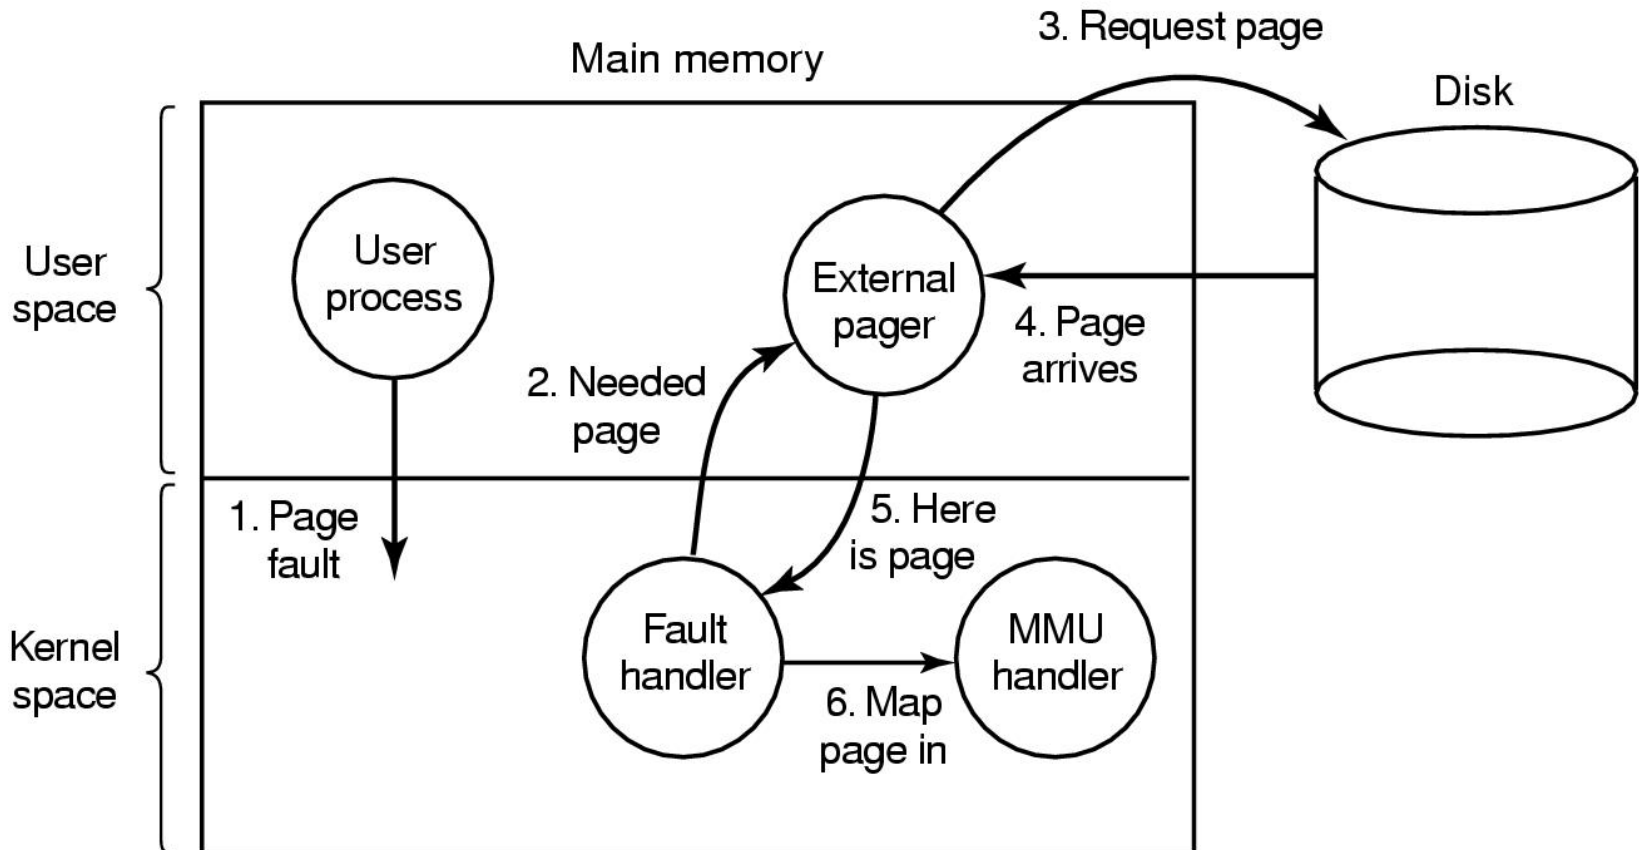 3. Request page
Main memory
Disk
User
process
External
pager
User
space
4. Page
arrives
2. Needed
page
1. Page
fault
5. Here
is page
Fault
handler
MMU
handler
Kernel
space
6. Map
page in